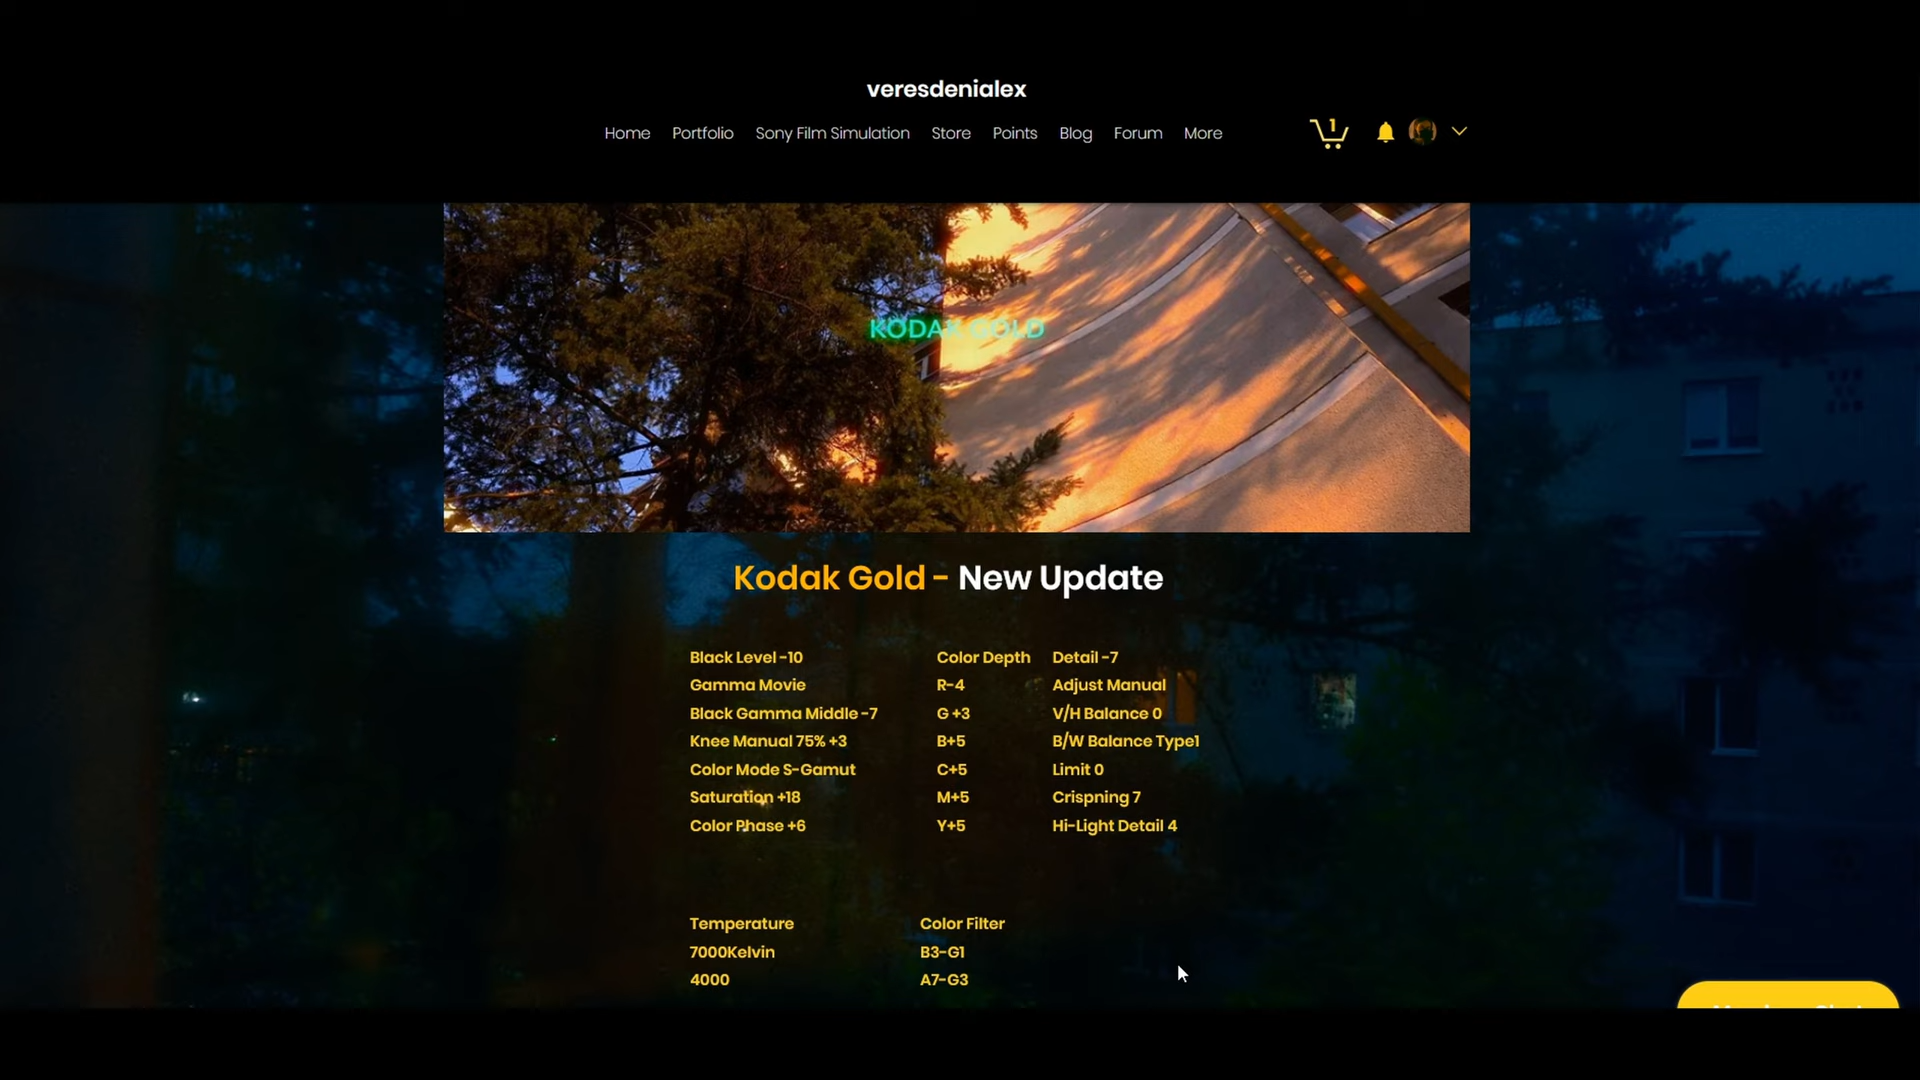 veresdenialex
Home Portfolio Sony Film Simulation Store Points Blog Forum More
1
KODAK GOLD
Kodak Gold - New Update
Black Level -10
Gamma Movie
Black Gamma Middle -7
Knee Manual 75% +3
Color Mode S-Gamut
Saturation +18
Color Phase +6
Color Depth
R-4
G +3
B+5
C+5
M+5
Y+5
Detail -7
Adjust Manual
V/H Balance 0
B/W Balance Type1
Limit 0
Crispning 7
Hi-Light Detail 4
Temperature
7000Kelvin
4000
Color Filter
B3-G1
A7-G3